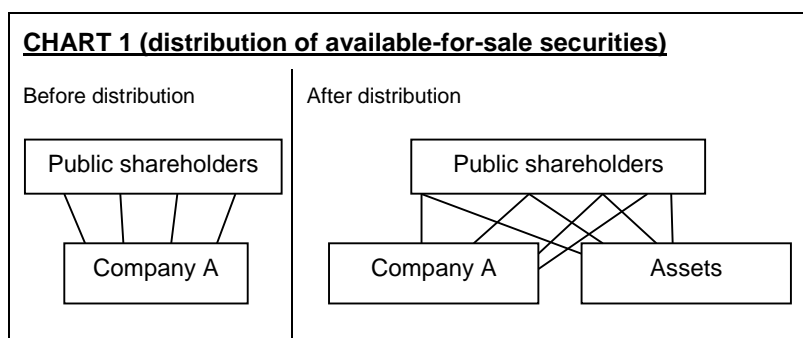 CHART 1 (distribution of available-for-sale securities)
Before distribution
After distribution
Public shareholders
Public shareholders
Company A
Company A
Assets